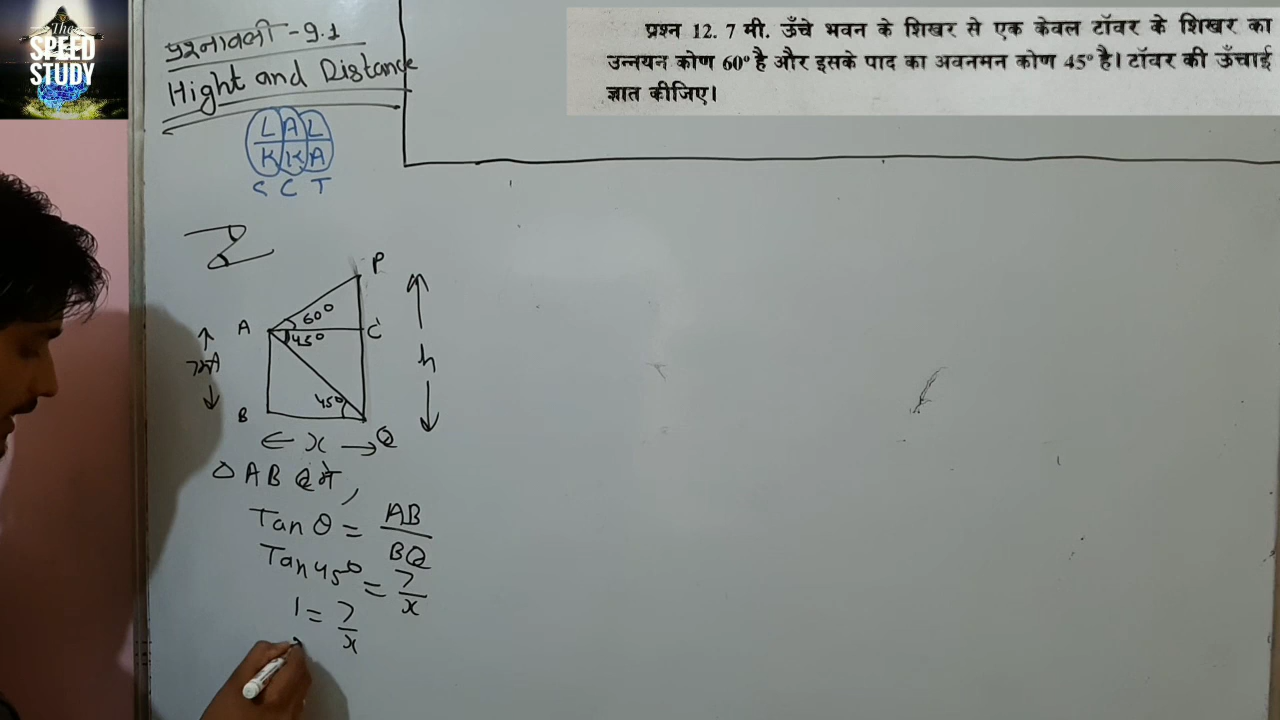 The
SPEED
STUDY
प्रश्नावली - 9.1
Hight and Distance
L A L
K K A
S C T
प्रश्न 12. 7 मी. ऊँचे भवन के शिखर से एक केवल टॉवर के शिखर का
उन्नयन कोण 60° है और इसके पाद का अवनमन कोण 45° है। टॉवर की ऊँचाई
ज्ञात कीजिए।
P
A 60° C
45°
7मी
h
B 45° Q
x
Δ ABQ में,
Tan θ = AB/BQ
Tan 45° = 7/x
1 = 7/x